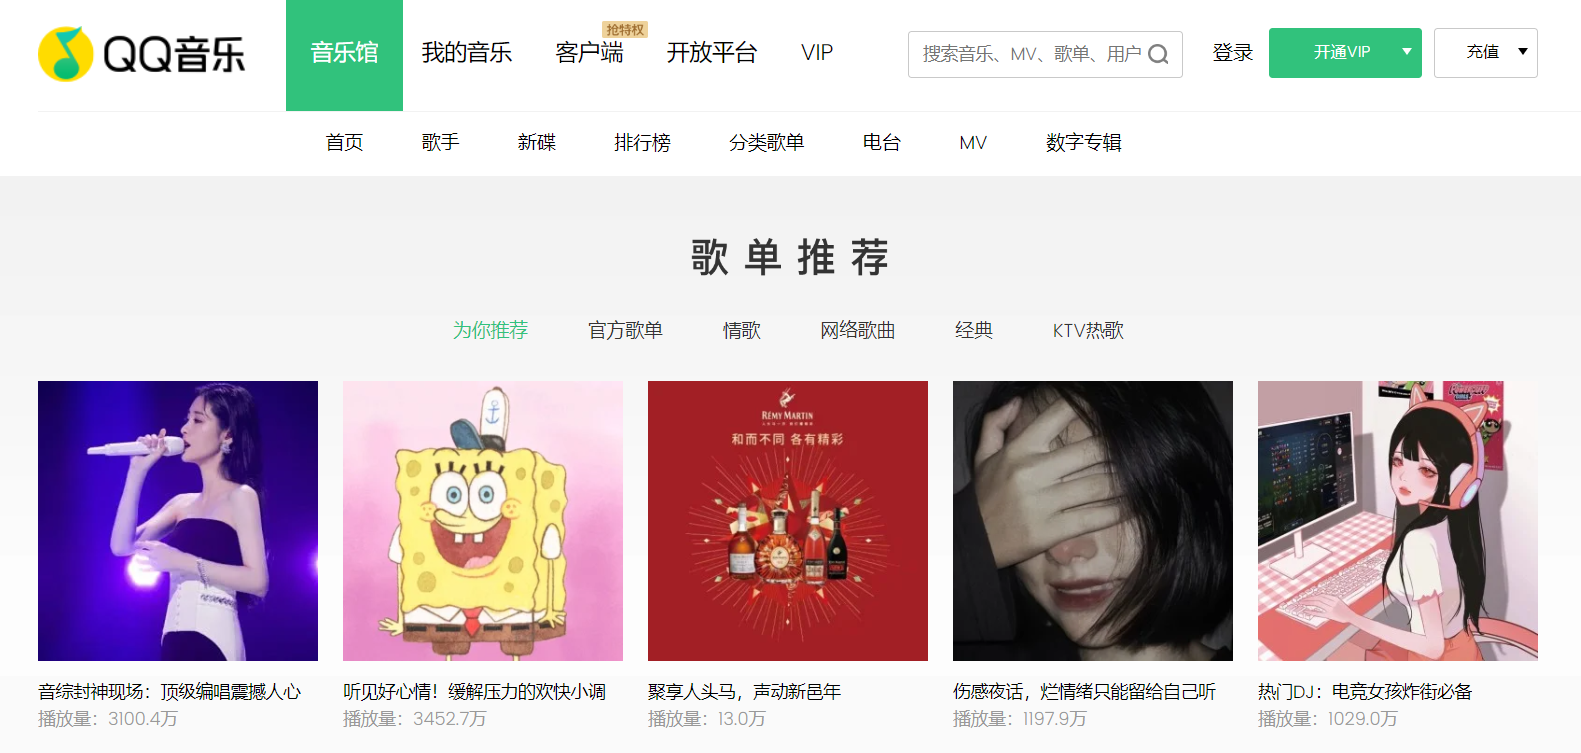 QQ音乐
音乐馆
我的音乐
客户端
抢特权
开放平台
VIP
搜索音乐、MV、歌单、用户
登录
开通VIP
充值
首页
歌手
新碟
排行榜
分类歌单
电台
MV
数字专辑
歌单推荐
为你推荐
官方歌单
情歌
网络歌曲
经典
KTV热歌
RÉMY MARTIN
和而不同 各有精彩
音综封神现场：顶级编唱震撼人心
播放量：3100.4万
听见好心情！缓解压力的欢快小调
播放量：3452.7万
聚享人头马，声动新邑年
播放量：13.0万
伤感夜话，烂情绪只能留给自己听
播放量：1197.9万
热门DJ：电竞女孩炸街必备
播放量：1029.0万